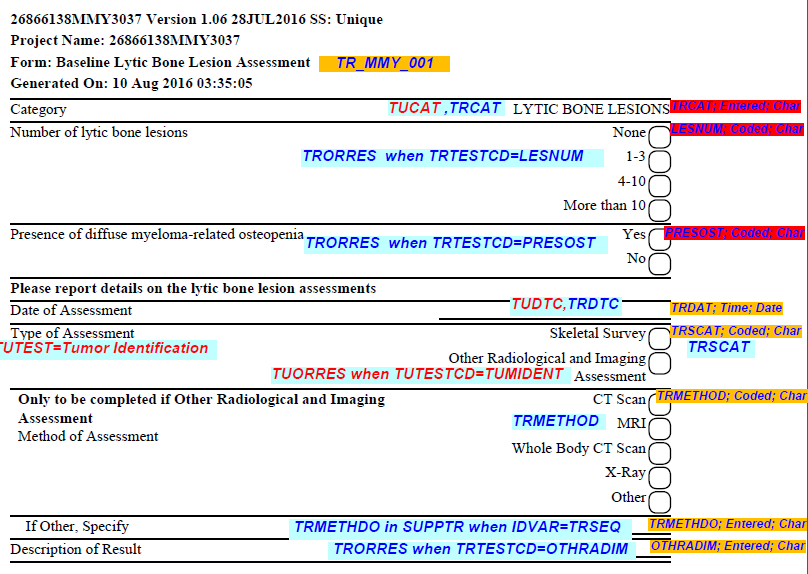 26866138MMY3037 Version 1.06 28JUL2016 SS: Unique
Project Name: 26866138MMY3037
Form: Baseline Lytic Bone Lesion Assessment TR_MMY_001
Generated On: 10 Aug 2016 03:35:05
Category TUCAT ,TRCAT LYTIC BONE LESIONS TRCAT; Entered; Char
Number of lytic bone lesions None LESNUM; Coded; Char
TRORRES when TRTESTCD=LESNUM 1-3
4-10
More than 10
Presence of diffuse myeloma-related osteopenia TRORRES when TRTESTCD=PRESOST Yes PRESOST; Coded; Char
No
Please report details on the lytic bone lesion assessments
Date of Assessment TUDTC,TRDTC TRDAT; Time; Date
Type of Assessment Skeletal Survey TRSCAT; Coded; Char
TUTEST=Tumor Identification TRSCAT
Other Radiological and Imaging
TUORRES when TUTESTCD=TUMIDENT Assessment
Only to be completed if Other Radiological and Imaging CT Scan TRMETHOD; Coded; Char
Assessment TRMETHOD MRI
Method of Assessment
Whole Body CT Scan
X-Ray
Other
If Other, Specify TRMETHDO in SUPPTR when IDVAR=TRSEQ TRMETHDO; Entered; Char
Description of Result TRORRES when TRTESTCD=OTHRADIM OTHRADIM; Entered; Char